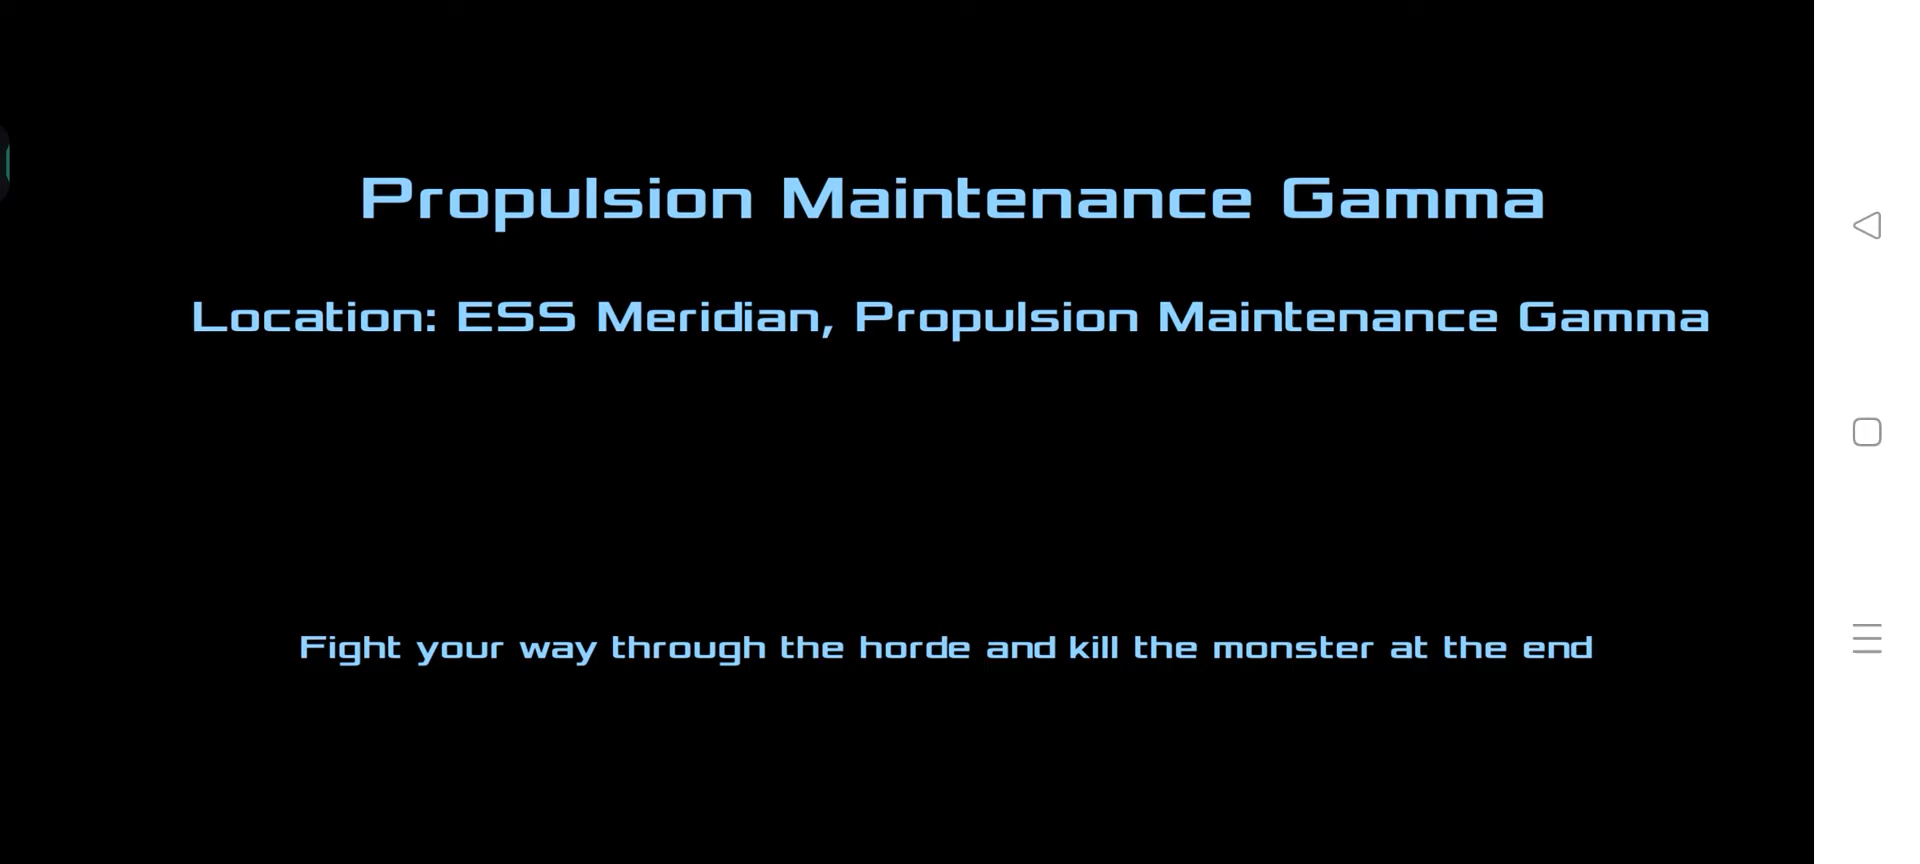 Propulsion Maintenance Gamma
Location: ESS Meridian, Propulsion Maintenance Gamma
Fight your way through the horde and kill the monster at the end